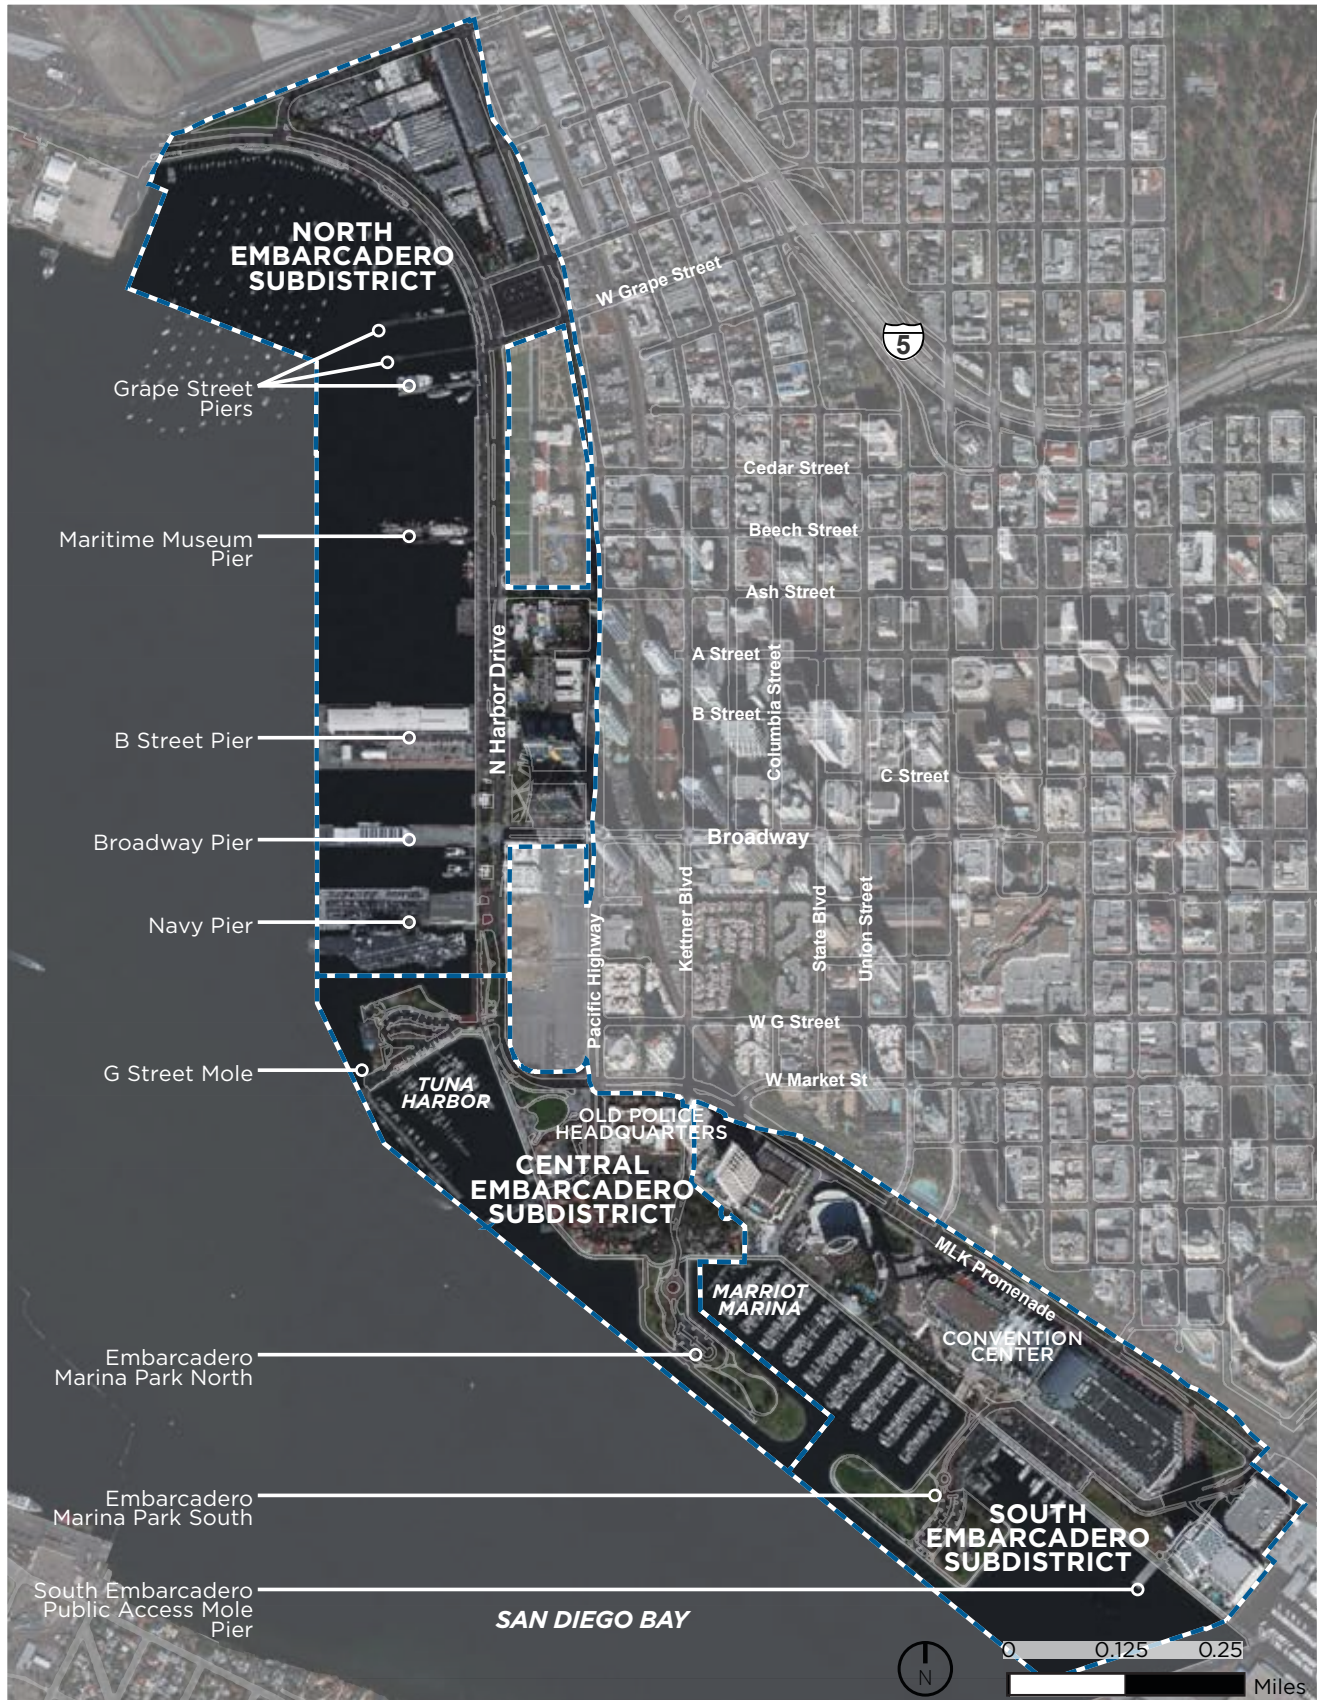 NORTH
EMBARCADERO
SUBDISTRICT
W Grape Street
5
Grape Street
Piers
Cedar Street
Maritime Museum
Pier
Beech Street
Ash Street
N Harbor Drive
A Street
Columbia Street
B Street
B Street Pier
C Street
Broadway Pier
Broadway
Kettner Blvd
State Blvd
Union Street
Navy Pier
Pacific Highway
W G Street
G Street Mole
TUNA
HARBOR
W Market St
OLD POLICE
HEADQUARTERS
CENTRAL
EMBARCADERO
SUBDISTRICT
MLK Promenade
MARRIOT
MARINA
CONVENTION
CENTER
Embarcadero
Marina Park North
Embarcadero
Marina Park South
SOUTH
EMBARCADERO
SUBDISTRICT
South Embarcadero
Public Access Mole
Pier
SAN DIEGO BAY
N
0 0.125 0.25
Miles